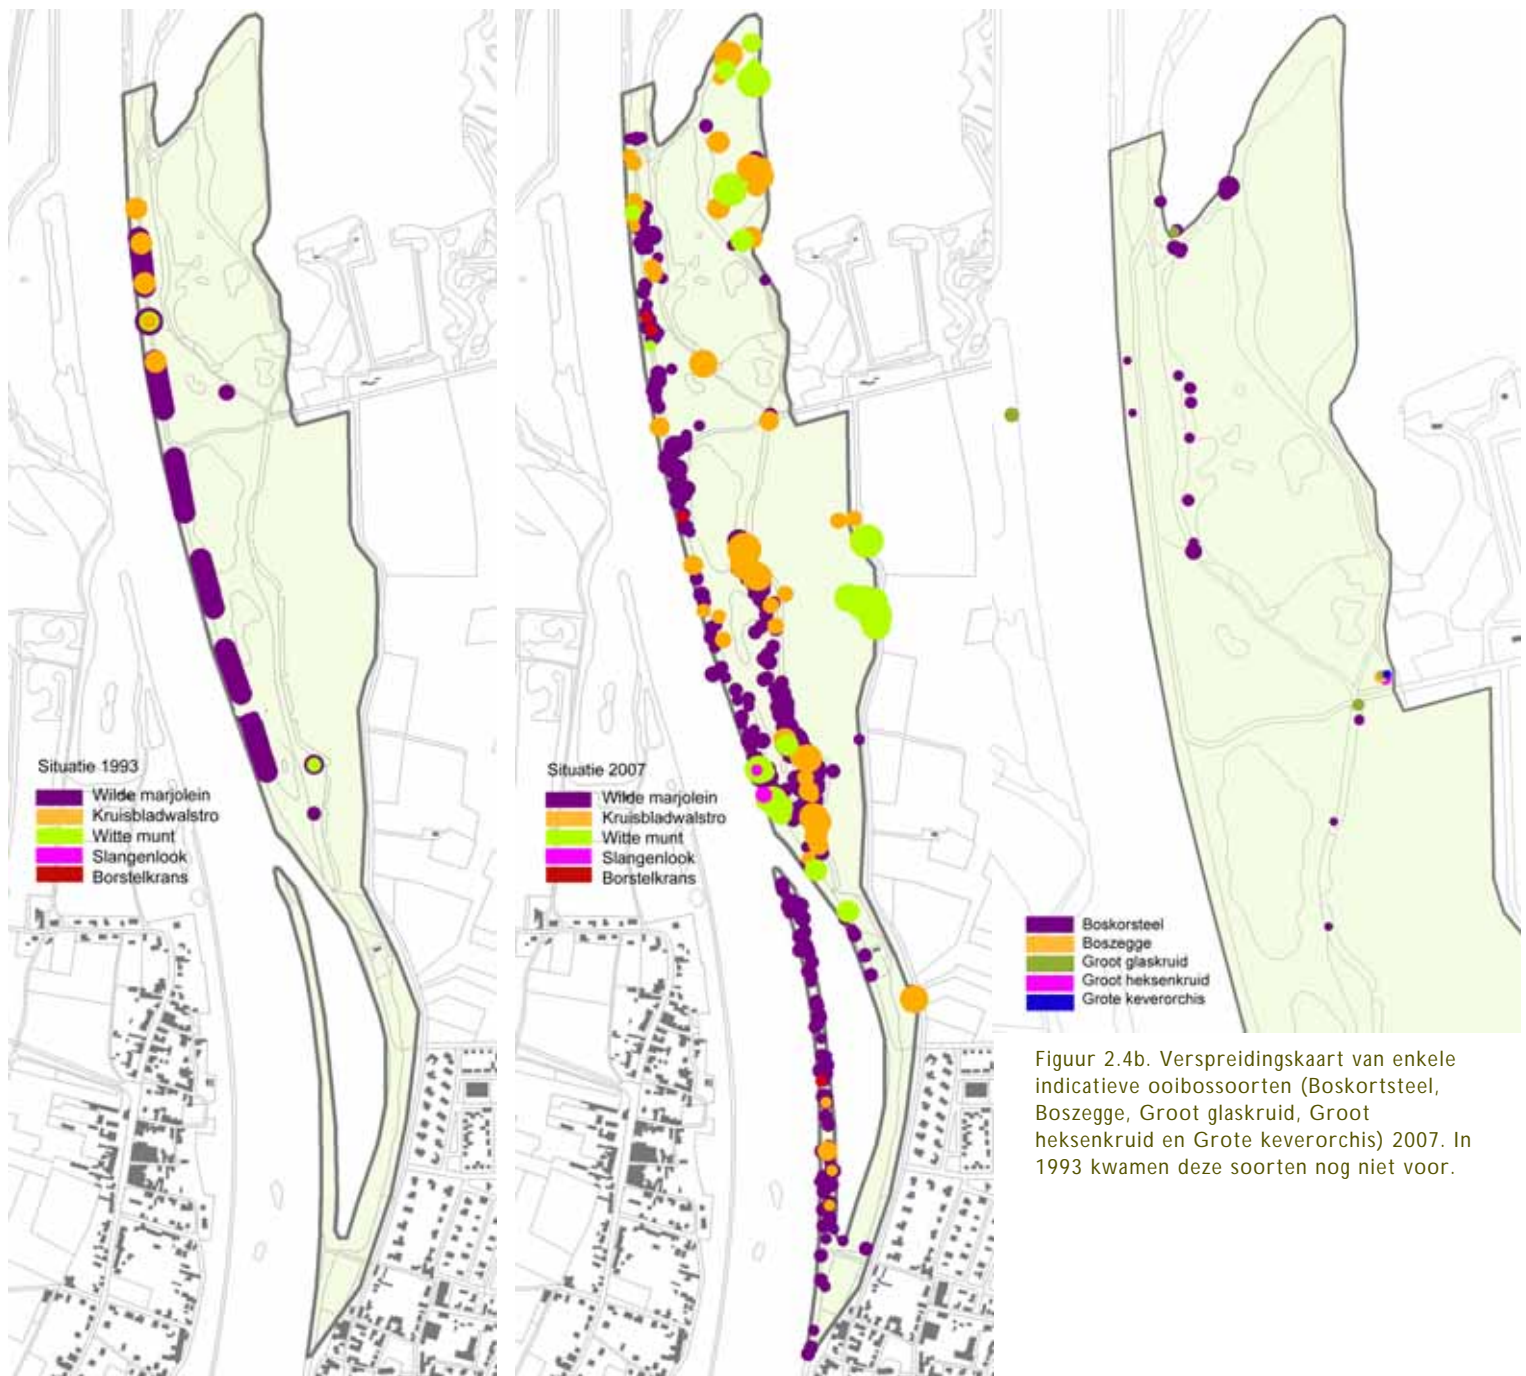 Situatie 1993
Wilde marjolein
Kruisbladwalstro
Witte munt
Slangenlook
Borstelkrans
Situatie 2007
Wilde marjolein
Kruisbladwalstro
Witte munt
Slangenlook
Borstelkrans
Boskorsteel
Boszegge
Groot glaskruid
Groot heksenkruid
Grote keverorchis
Figuur 2.4b. Verspreidingskaart van enkele
indicatieve ooibossoorten (Boskortsteel,
Boszegge, Groot glaskruid, Groot
heksenkruid en Grote keverorchis) 2007. In
1993 kwamen deze soorten nog niet voor.